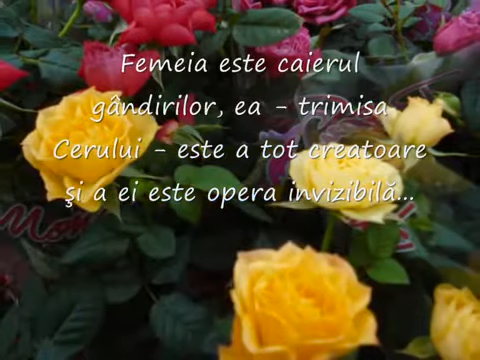 Femeia este caierul
gândirilor, ea - trimisa
Cerului - este a tot creatoare
şi a ei este opera invizibilă...